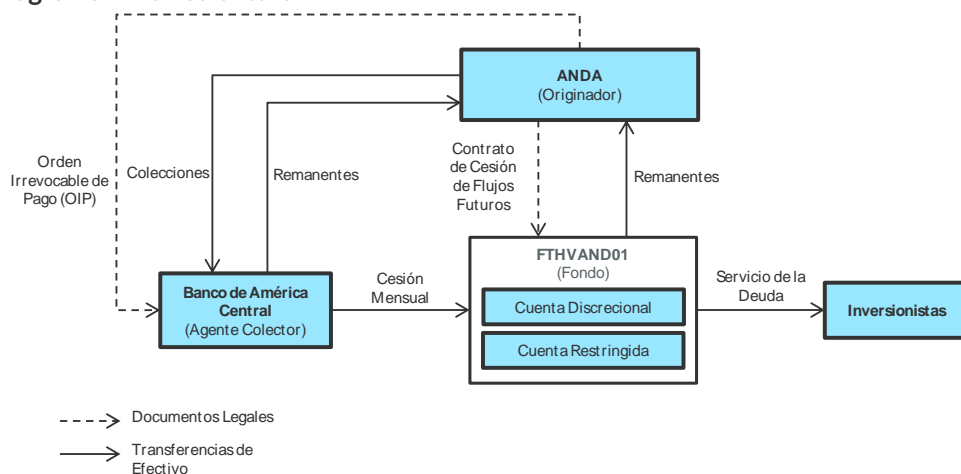 ANDA
(Originador)
Orden
Irrevocable de
Pago (OIP)
Colecciones
Remanentes
Contrato
de Cesión
de Flujos
Futuros
Remanentes
FTHVAND01
(Fondo)
Cuenta Discrecional
Cuenta Restringida
Banco de América
Central
(Agente Colector)
Cesión
Mensual
Servicio de la
Deuda
Inversionistas
Documentos Legales
Transferencias de
Efectivo